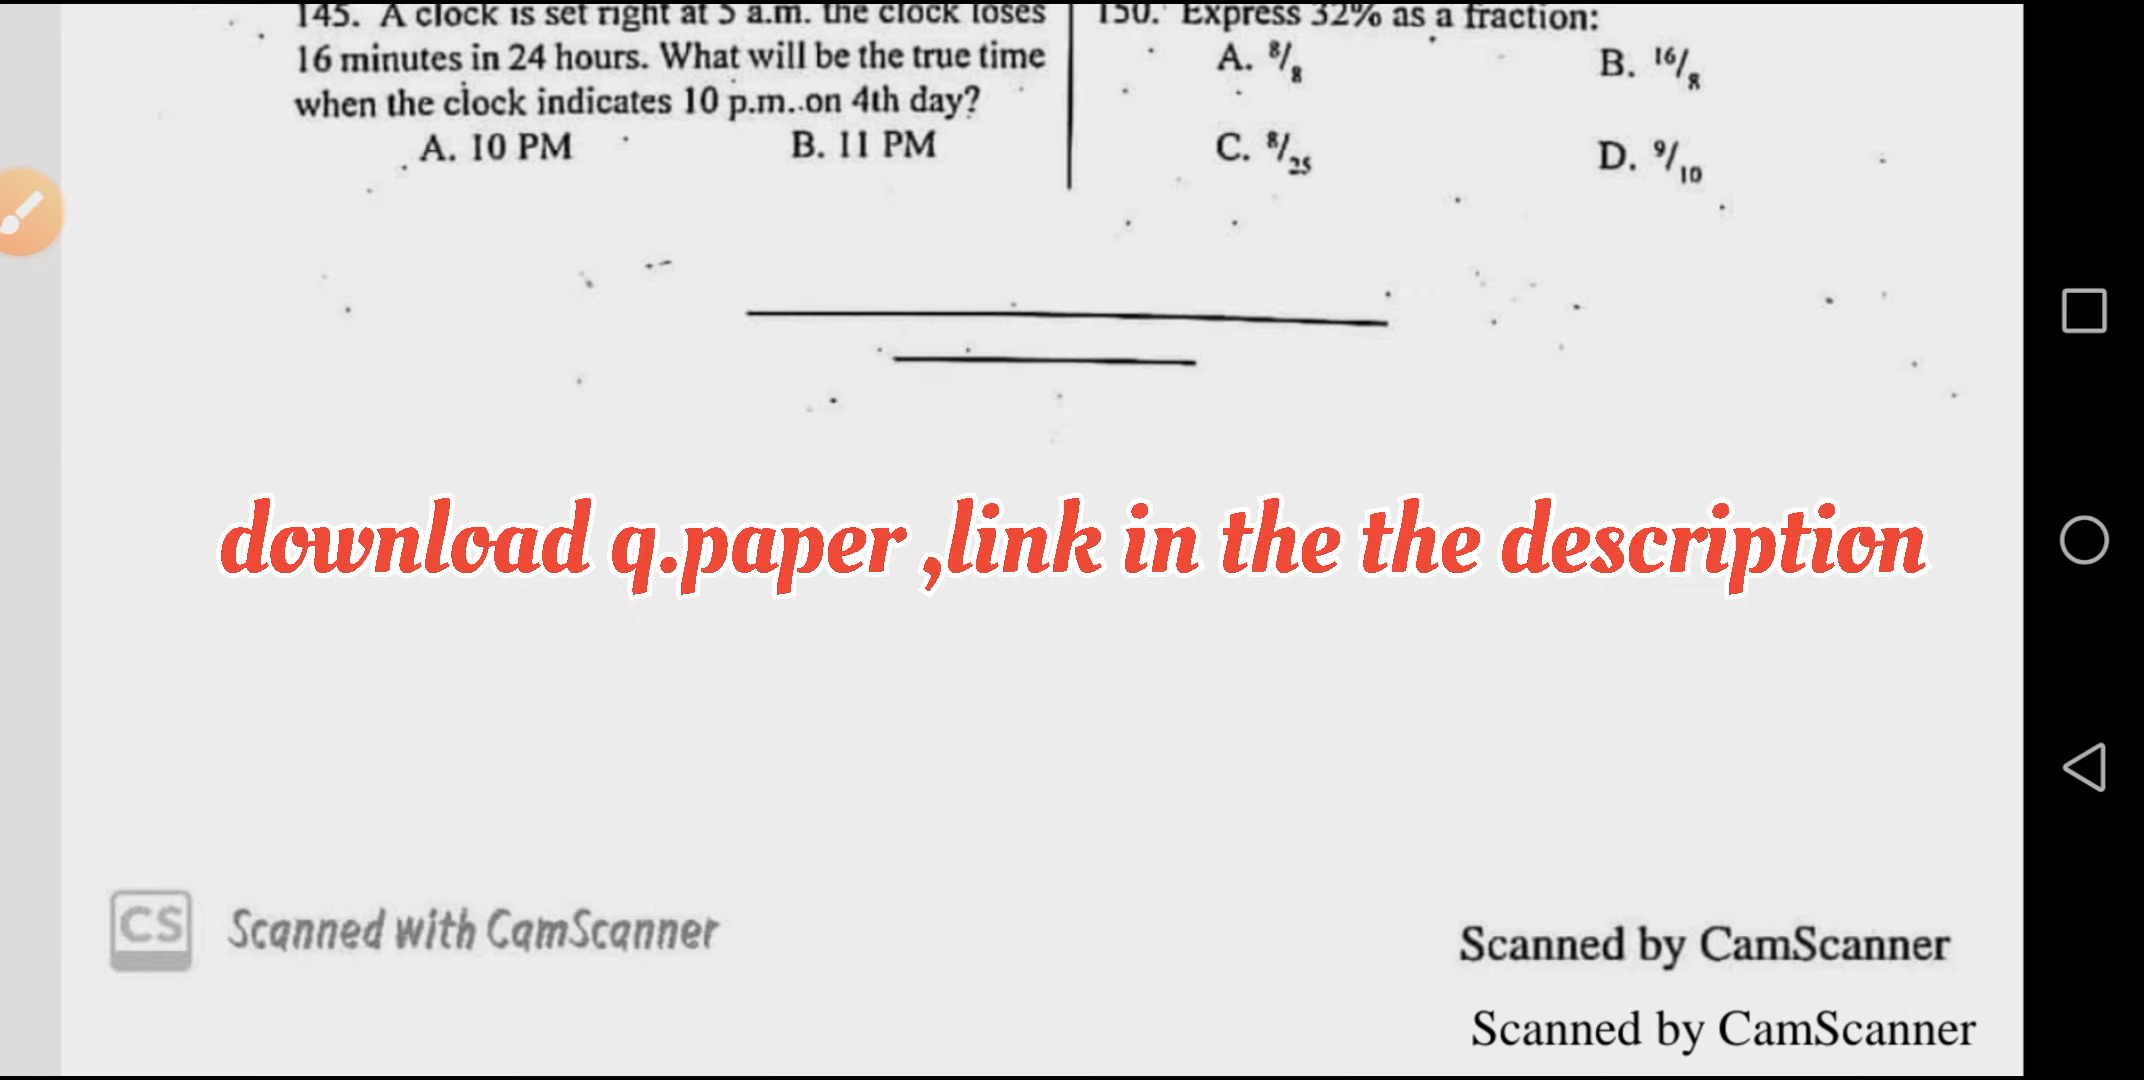 145. A clock is set right at 5 a.m. the clock loses
16 minutes in 24 hours. What will be the true time
when the clock indicates 10 p.m. on 4th day?
A. 10 PM B. 11 PM
150. Express 32% as a fraction:
A. 8/8 B. 16/8
C. 8/25 D. 9/10
download q.paper ,link in the the description
CS Scanned with CamScanner
Scanned by CamScanner
Scanned by CamScanner